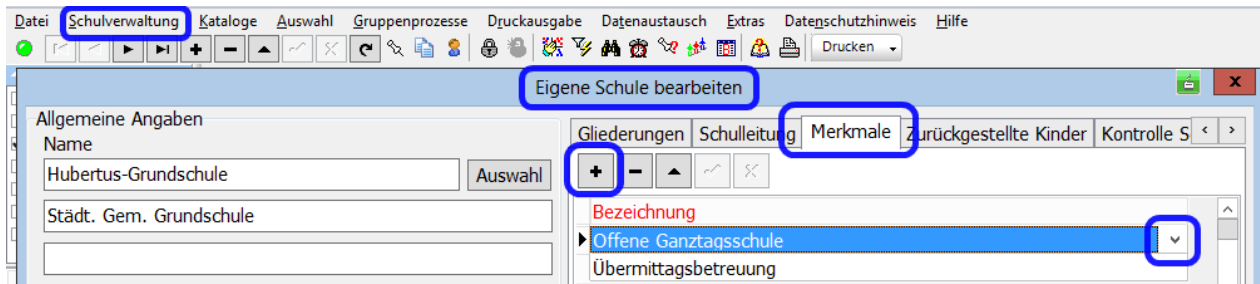 Datei Schulverwaltung Kataloge Auswahl Gruppenprozesse Druckausgabe Datenaustausch Extras Datenschutzhinweis Hilfe
Drucken
Eigene Schule bearbeiten
x
Allgemeine Angaben
Name
Hubertus-Grundschule
Auswahl
Städt. Gem. Grundschule
Gliederungen Schulleitung Merkmale Zurückgestellte Kinder Kontrolle S
Bezeichnung
Offene Ganztagsschule
Übermittagsbetreuung